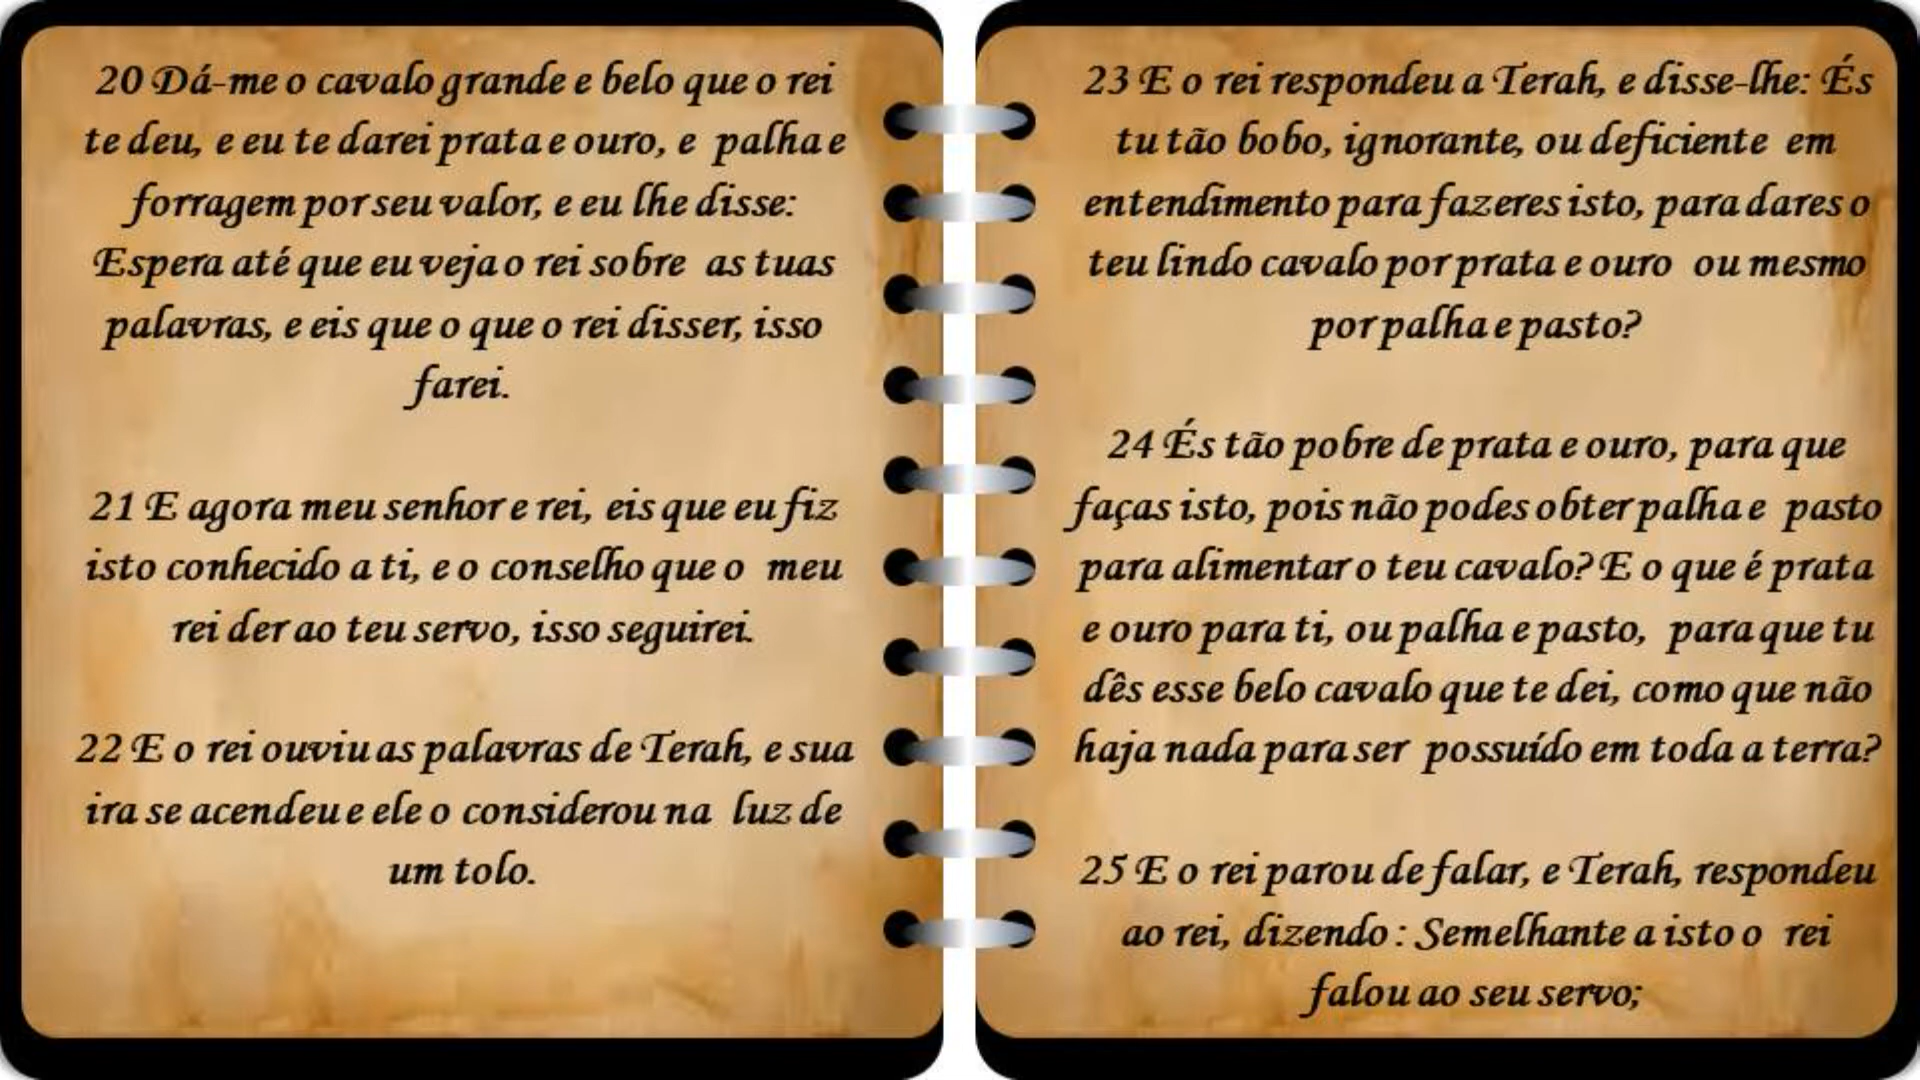 20 Dá-me o cavalo grande e belo que o rei
te deu, e eu te darei prata e ouro, e palha e
forragem por seu valor, e eu lhe disse:
Espera até que eu veja o rei sobre as tuas
palavras, e eis que o que o rei disser, isso
farei.
21 E agora meu senhor e rei, eis que eu fiz
isto conhecido a ti, e o conselho que o meu
rei der ao teu servo, isso seguirei.
22 E o rei ouviu as palavras de Terah, e sua
ira se acendeu e ele o considerou na luz de
um tolo.
23 E o rei respondeu a Terah, e disse-lhe: És
tu tão bobo, ignorante, ou deficiente em
entendimento para fazeres isto, para dares o
teu lindo cavalo por prata e ouro ou mesmo
por palha e pasto?
24 És tão pobre de prata e ouro, para que
faças isto, pois não podes obter palha e pasto
para alimentar o teu cavalo? E o que é prata
e ouro para ti, ou palha e pasto, para que tu
dês esse belo cavalo que te dei, como que não
haja nada para ser possuído em toda a terra?
25 E o rei parou de falar, e Terah, respondeu
ao rei, dizendo : Semelhante a isto o rei
falou ao seu servo;